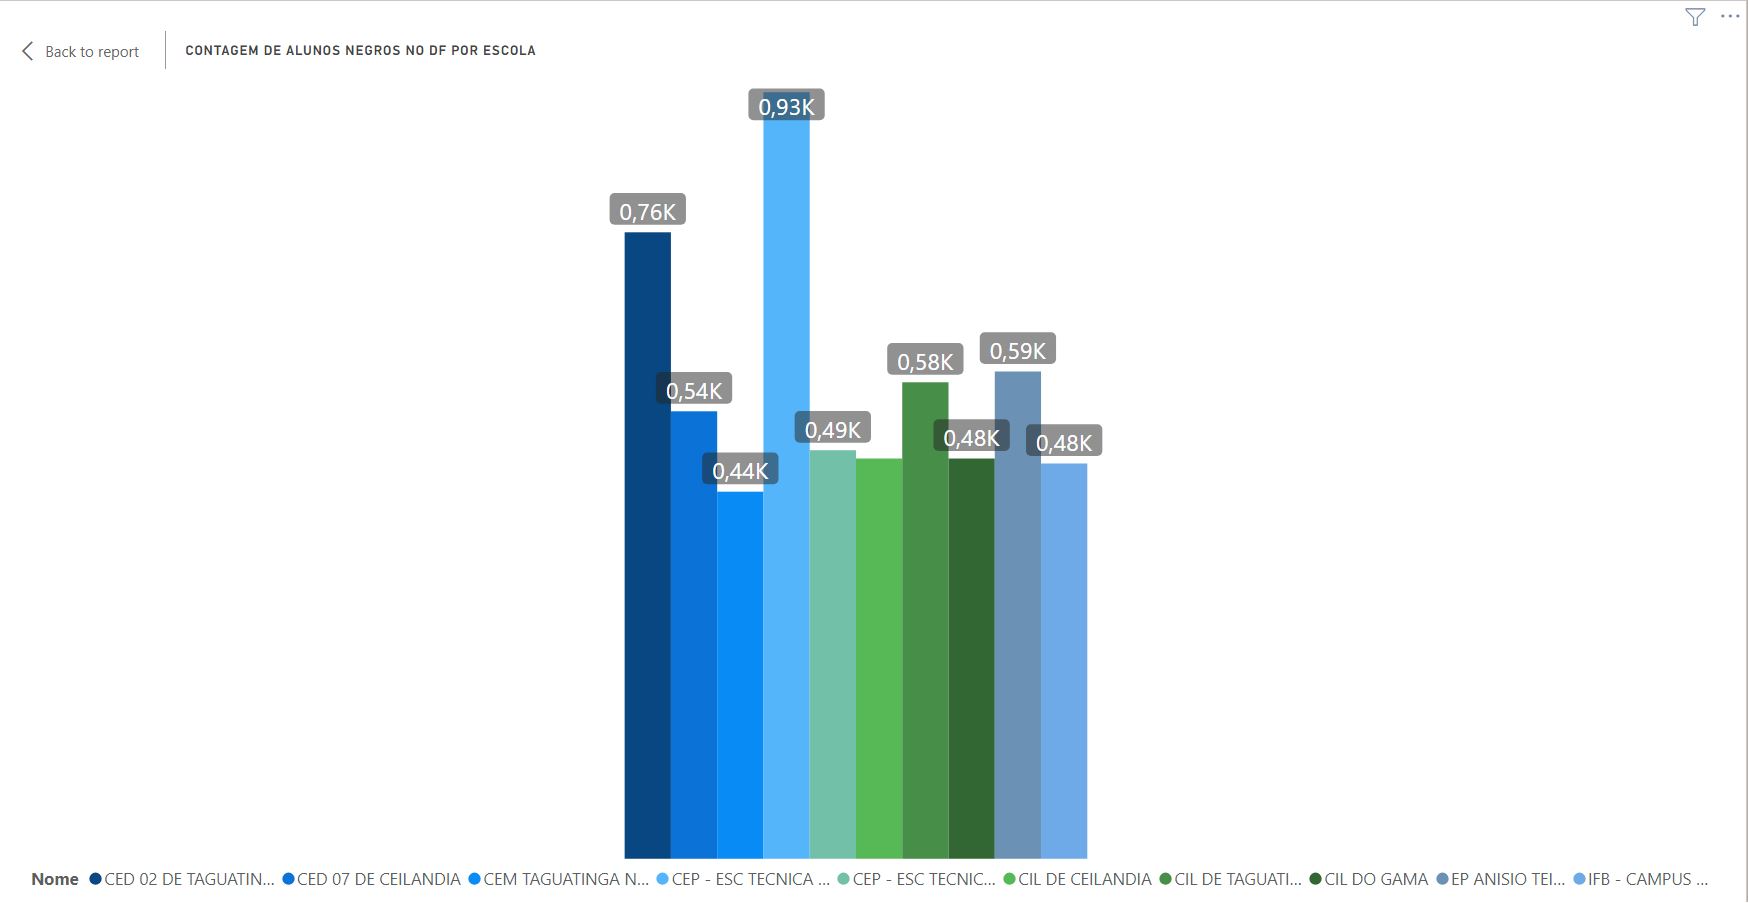 Back to report
CONTAGEM DE ALUNOS NEGROS NO DF POR ESCOLA
0,93K
0,76K
0,59K
0,58K
0,54K
0,49K
0,48K
0,48K
0,44K
Nome CED 02 DE TAGUATIN... CED 07 DE CEILANDIA CEM TAGUATINGA N... CEP - ESC TECNICA ... CEP - ESC TECNIC... CIL DE CEILANDIA CIL DE TAGUATI... CIL DO GAMA EP ANISIO TEI... IFB - CAMPUS ...